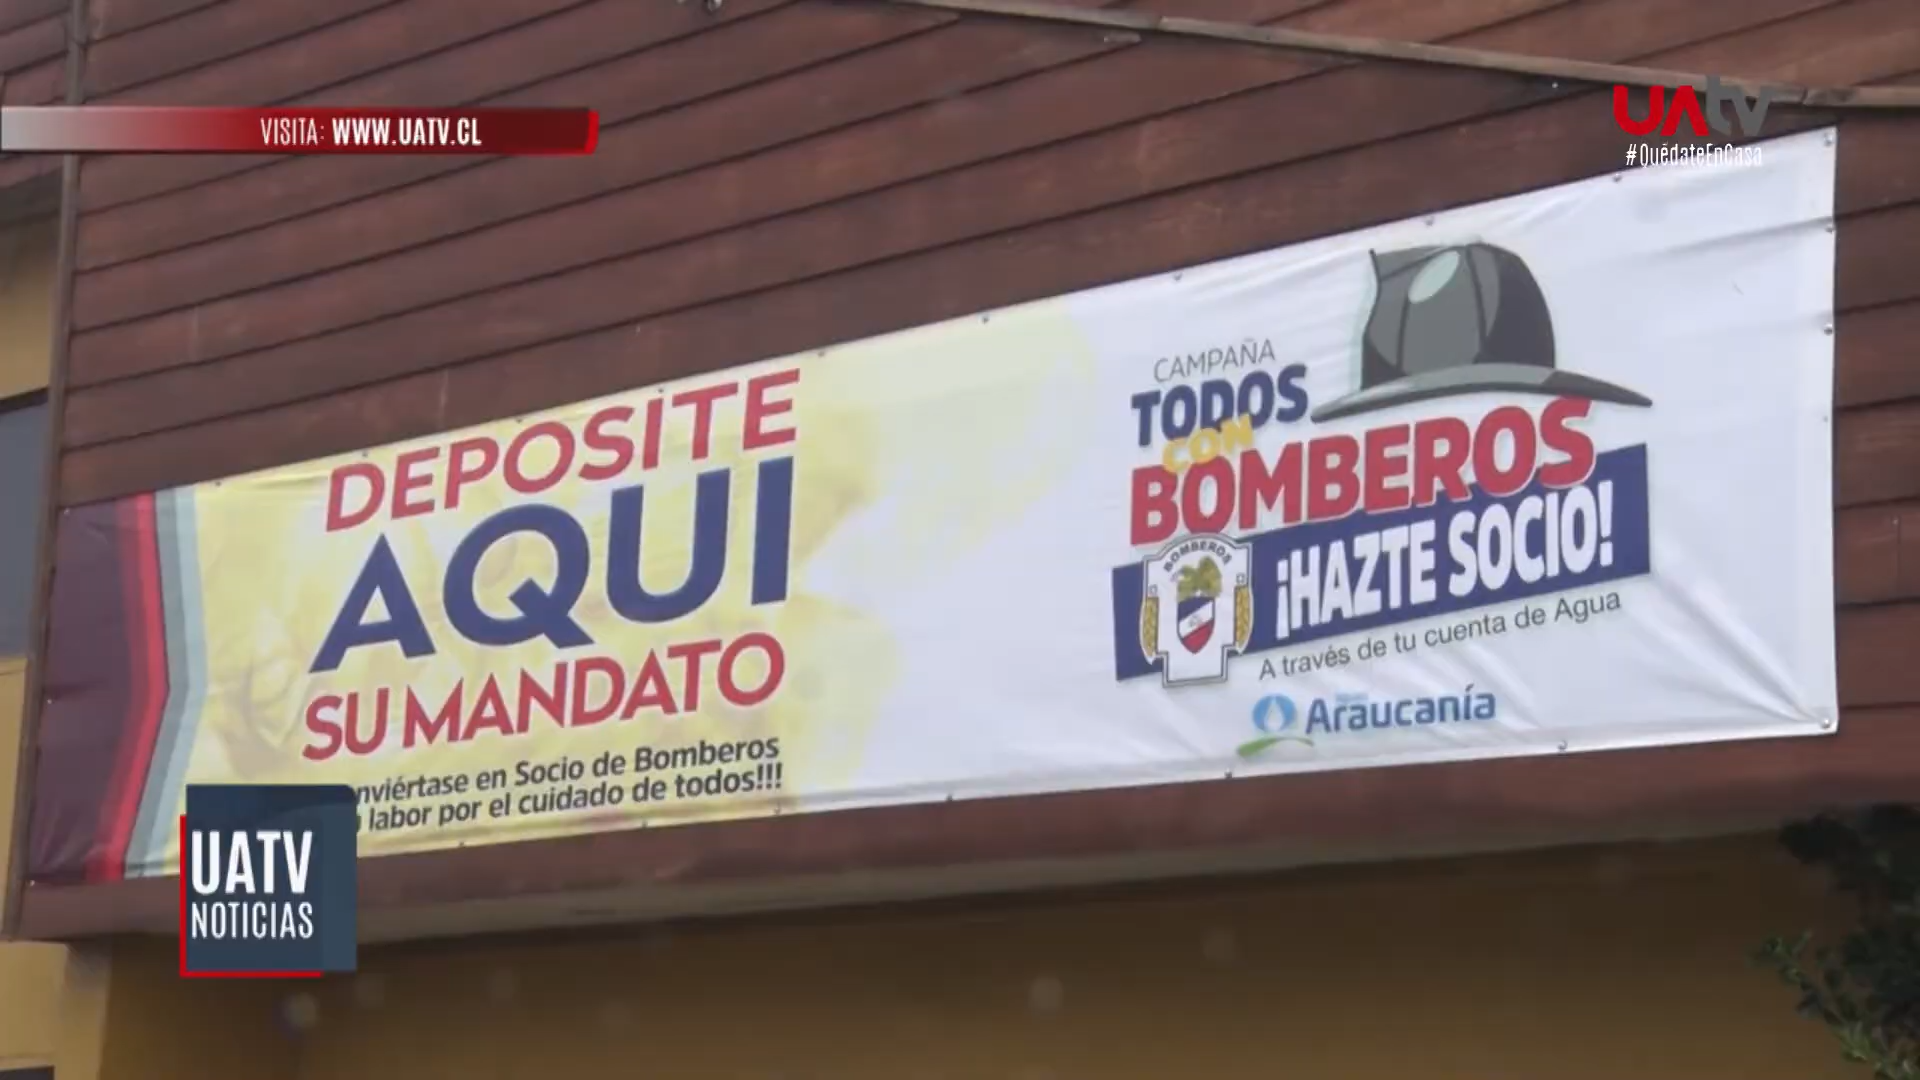 VISITA: WWW.UATV.CL
UAtv
#QuédateEnCasa
DEPOSITE
AQUI
SU MANDATO
en Socio de Bomberos
labor por el cuidado de todos!!!
CAMPAÑA
TODOS
CON
BOMBEROS
¡HAZTE SOCIO!
BOMBEROS
A través de tu cuenta de Agua
Araucanía
UATV
NOTICIAS